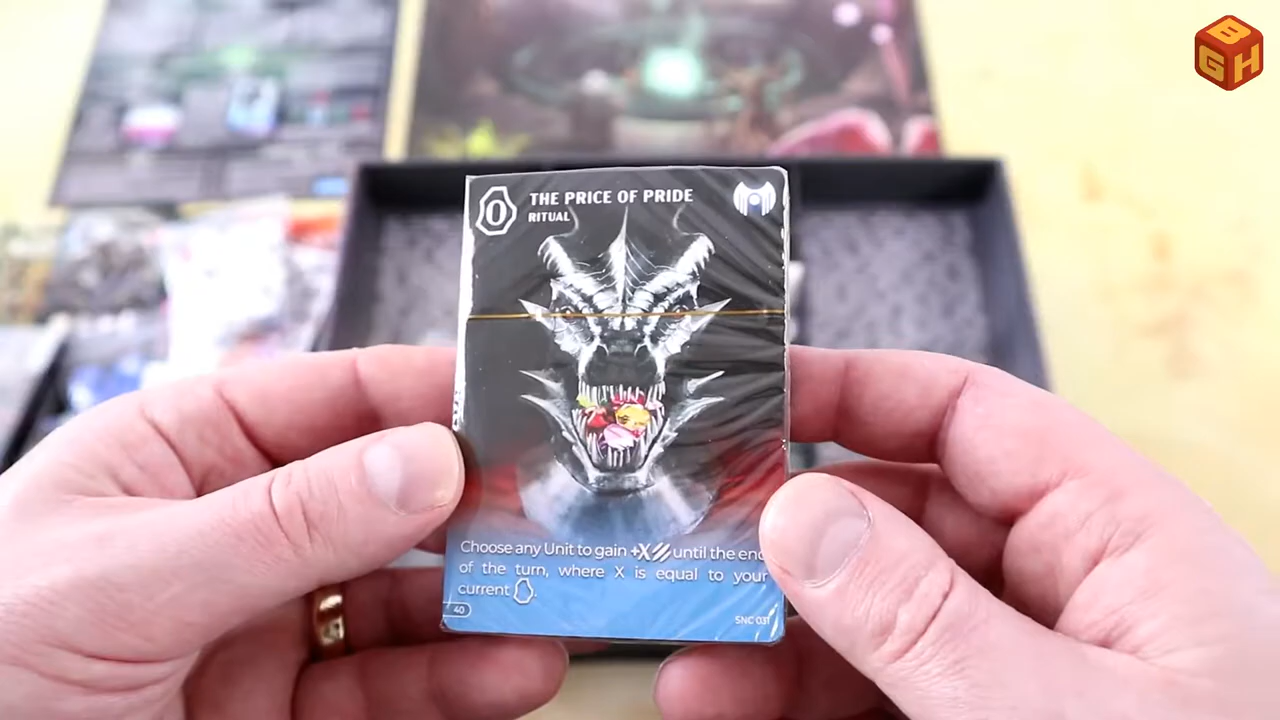 BGH
0
THE PRICE OF PRIDE
RITUAL
Choose any Unit to gain +X until the end
of the turn, where X is equal to your
current .
40
SNC 031